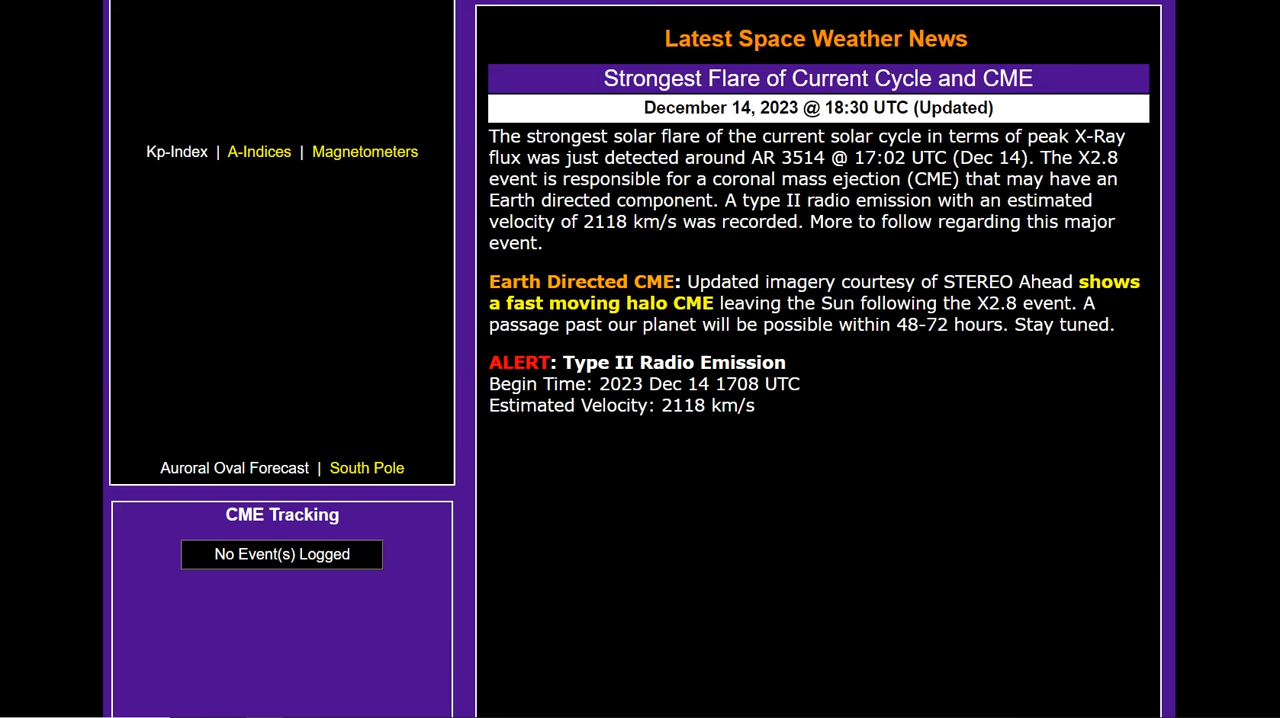 Kp-Index | A-Indices | Magnetometers
Auroral Oval Forecast | South Pole
CME Tracking
No Event(s) Logged
Latest Space Weather News
Strongest Flare of Current Cycle and CME
December 14, 2023 @ 18:30 UTC (Updated)
The strongest solar flare of the current solar cycle in terms of peak X-Ray
flux was just detected around AR 3514 @ 17:02 UTC (Dec 14). The X2.8
event is responsible for a coronal mass ejection (CME) that may have an
Earth directed component. A type II radio emission with an estimated
velocity of 2118 km/s was recorded. More to follow regarding this major
event.
Earth Directed CME: Updated imagery courtesy of STEREO Ahead shows
a fast moving halo CME leaving the Sun following the X2.8 event. A
passage past our planet will be possible within 48-72 hours. Stay tuned.
ALERT: Type II Radio Emission
Begin Time: 2023 Dec 14 1708 UTC
Estimated Velocity: 2118 km/s